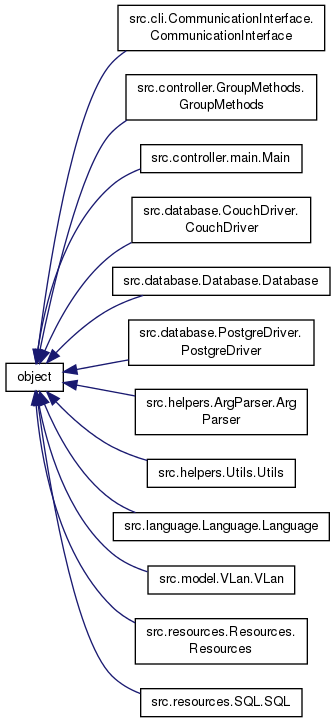 src.cli.CommunicationInterface.
CommunicationInterface
src.controller.GroupMethods.
GroupMethods
src.controller.main.Main
src.database.CouchDriver.
CouchDriver
src.database.Database.Database
src.database.PostgreDriver.
PostgreDriver
object
src.helpers.ArgParser.Arg
Parser
src.helpers.Utils.Utils
src.language.Language.Language
src.model.VLan.VLan
src.resources.Resources.
Resources
src.resources.SQL.SQL